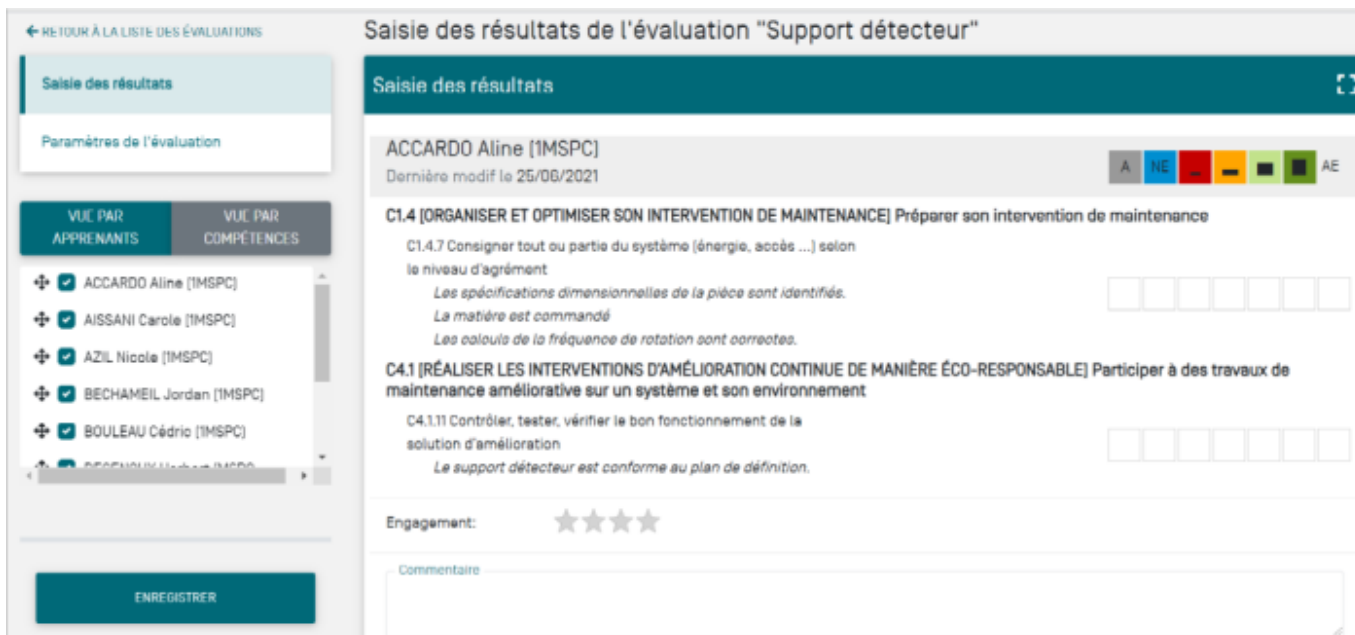 RETOUR À LA LISTE DES ÉVALUATIONS
Saisie des résultats de l'évaluation "Support détecteur"
Saisie des résultats
Paramètres de l'évaluation
VUE PAR APPRENANTS
VUE PAR COMPÉTENCES
ACCARDO Aline [1MSPC]
AISSANI Carole [1MSPC]
AZIL Nicole [1MSPC]
BECHAMEIL Jordan [1MSPC]
BOULEAU Cédric [1MSPC]
ENREGISTRER
Saisie des résultats
ACCARDO Aline [1MSPC]
Dernière modif le 25/06/2021
A NE AE
C1.4 [ORGANISER ET OPTIMISER SON INTERVENTION DE MAINTENANCE] Préparer son intervention de maintenance
C1.4.7 Consigner tout ou partie du système (énergie, accès ...) selon
le niveau d'agrément
Les spécifications dimensionnelles de la pièce sont identifiés.
La matière est commandé
Les calculs de la fréquence de rotation sont correctes.
C4.1 [RÉALISER LES INTERVENTIONS D'AMÉLIORATION CONTINUE DE MANIÈRE ÉCO-RESPONSABLE] Participer à des travaux de
maintenance améliorative sur un système et son environnement
C4.1.11 Contrôler, tester, vérifier le bon fonctionnement de la
solution d'amélioration
Le support détecteur est conforme au plan de définition.
Engagement:
Commentaire